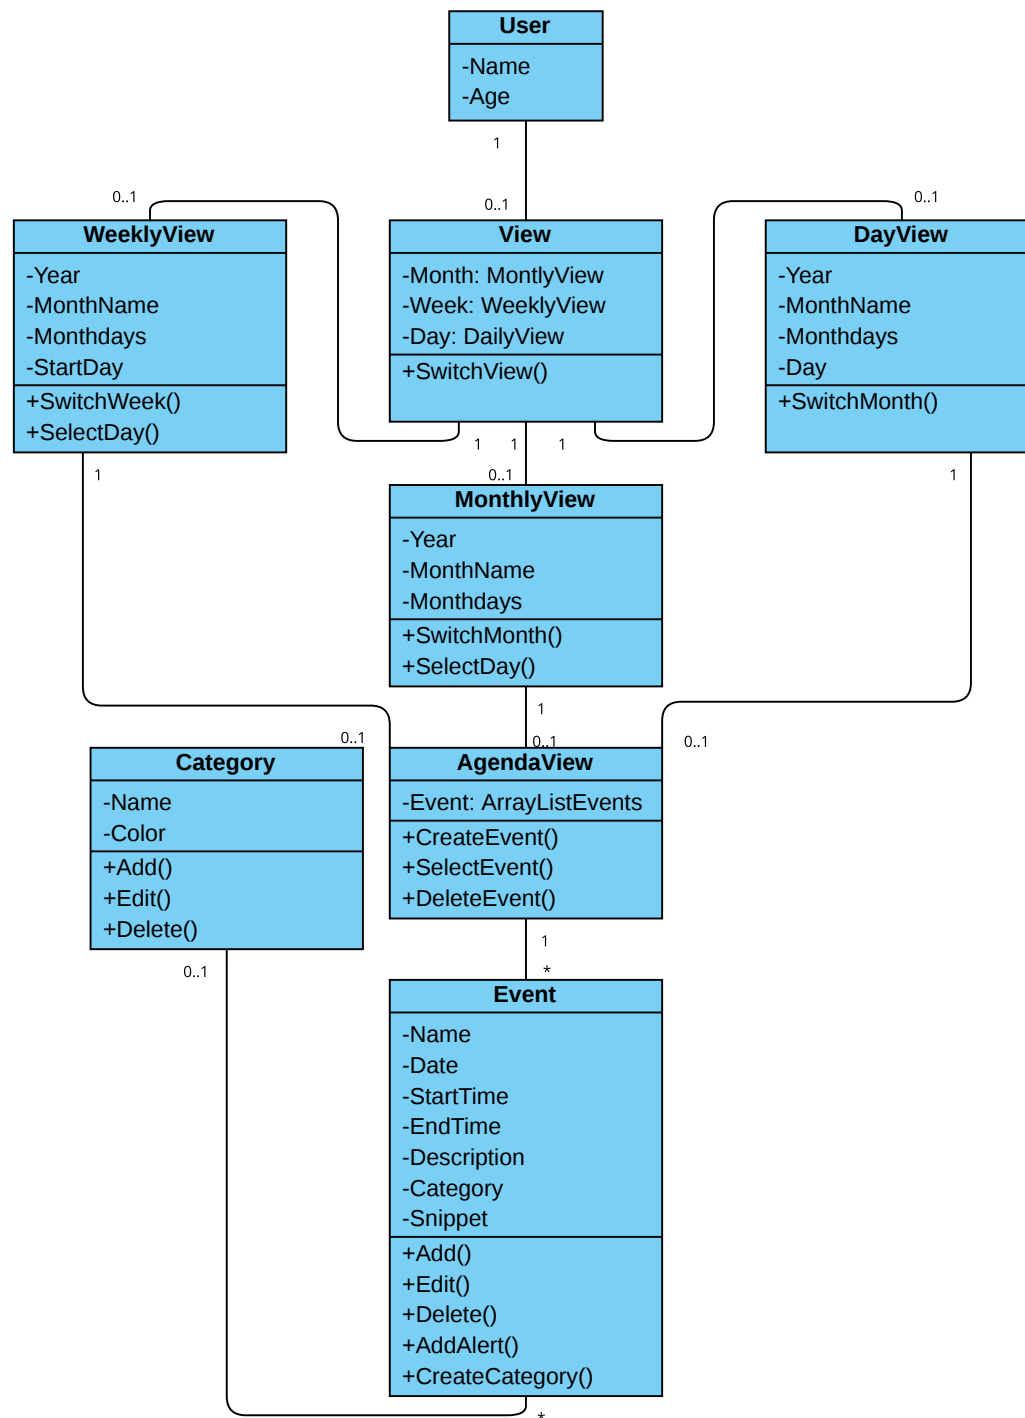 User
-Name
-Age
1
0..1
0..1
0..1
WeeklyView
-Year
-MonthName
-Monthdays
-StartDay
+SwitchWeek()
+SelectDay()
View
-Month: MontlyView
-Week: WeeklyView
-Day: DailyView
+SwitchView()
DayView
-Year
-MonthName
-Monthdays
-Day
+SwitchMonth()
1
1
1
1
0..1
1
MonthlyView
-Year
-MonthName
-Monthdays
+SwitchMonth()
+SelectDay()
1
0..1
0..1
0..1
Category
-Name
-Color
+Add()
+Edit()
+Delete()
AgendaView
-Event: ArrayListEvents
+CreateEvent()
+SelectEvent()
+DeleteEvent()
1
0..1
*
Event
-Name
-Date
-StartTime
-EndTime
-Description
-Category
-Snippet
+Add()
+Edit()
+Delete()
+AddAlert()
+CreateCategory()
*